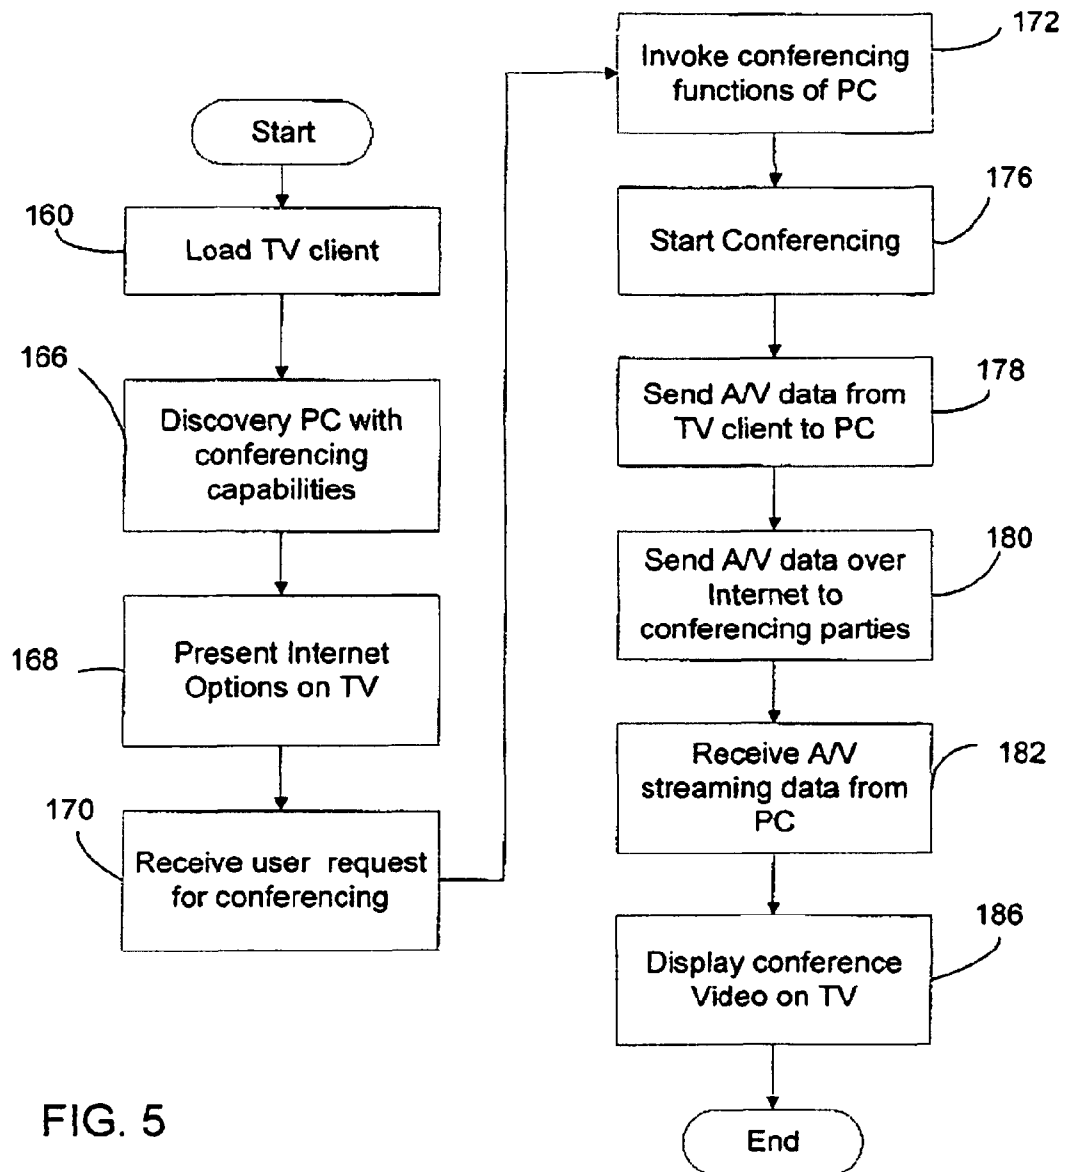 Start
160
Load TV client
166
Discovery PC with
conferencing
capabilities
168
Present Internet
Options on TV
170
Receive user request
for conferencing
172
Invoke conferencing
functions of PC
176
Start Conferencing
178
Send A/V data from
TV client to PC
180
Send A/V data over
Internet to
conferencing parties
182
Receive A/V
streaming data from
PC
186
Display conference
Video on TV
End
FIG. 5